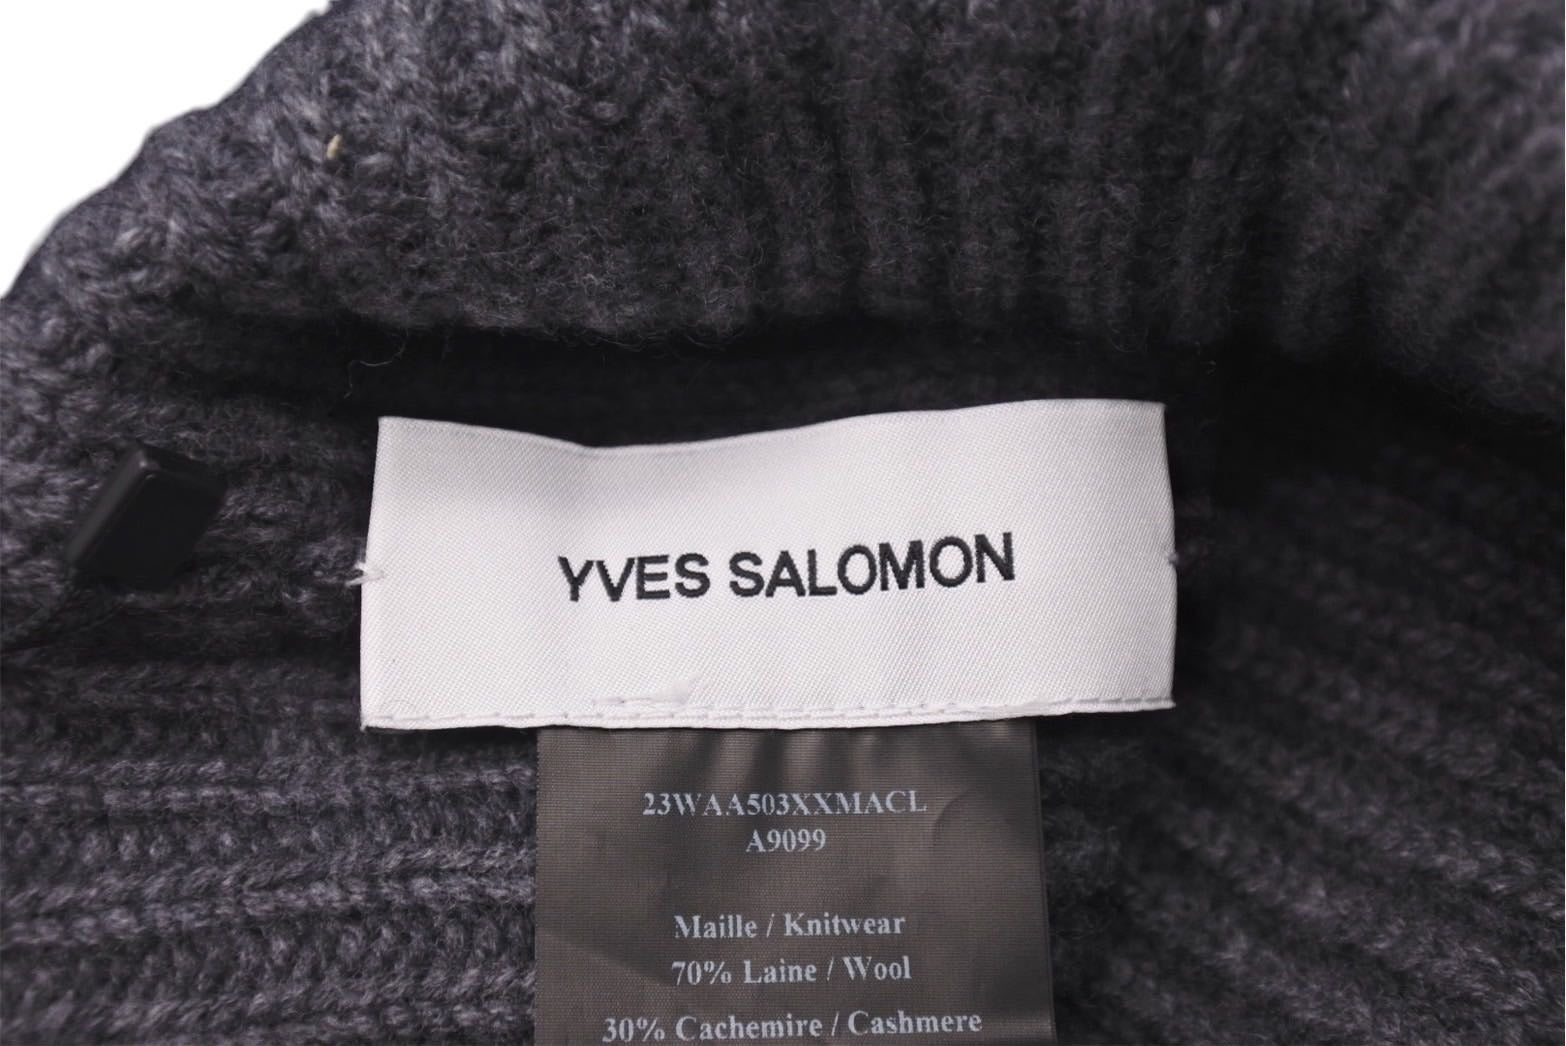 YVES SALOMON
23WAA503XXMACL
A9099
Maille / Knitwear
70% Laine / Wool
30% Cachemire / Cashmere